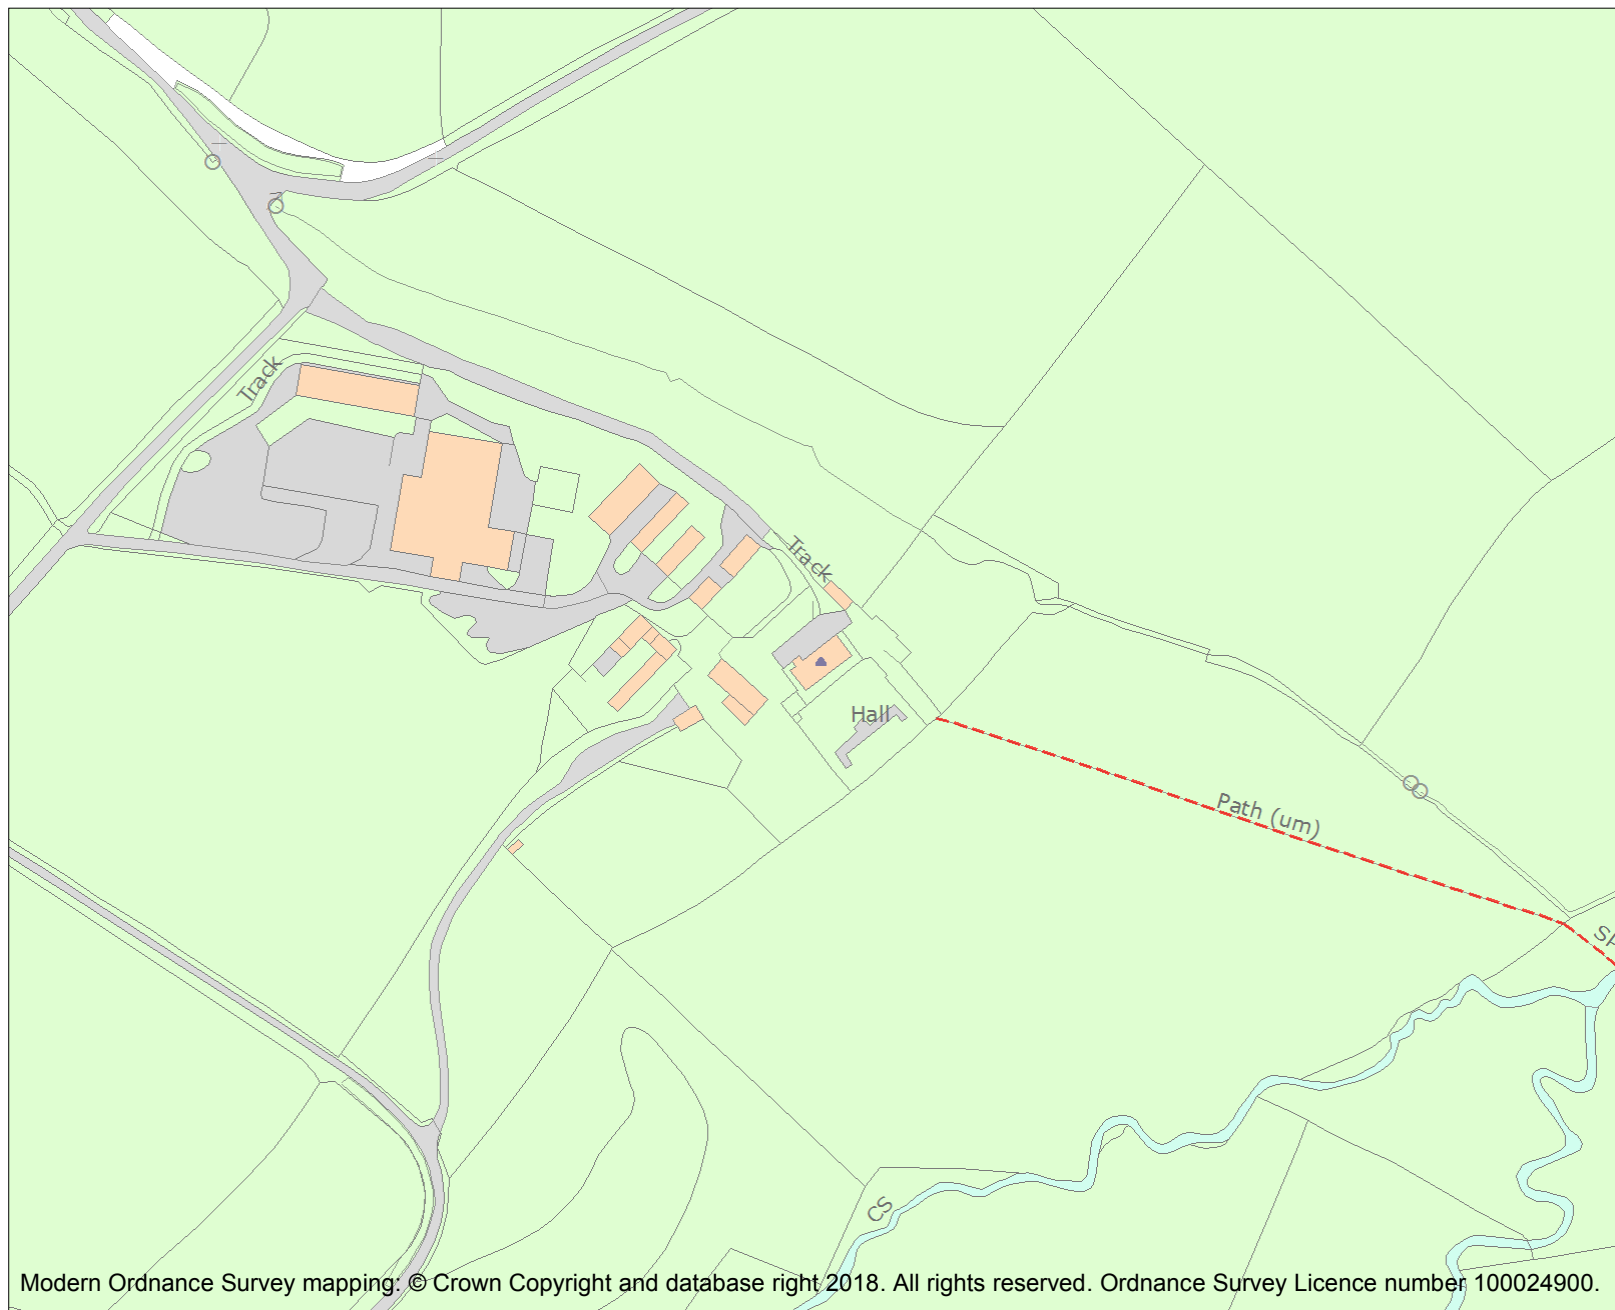 Track
Track
Hall
Path (um)
CS
Modern Ordnance Survey mapping: © Crown Copyright and database right 2018. All rights reserved. Ordnance Survey Licence number 100024900.